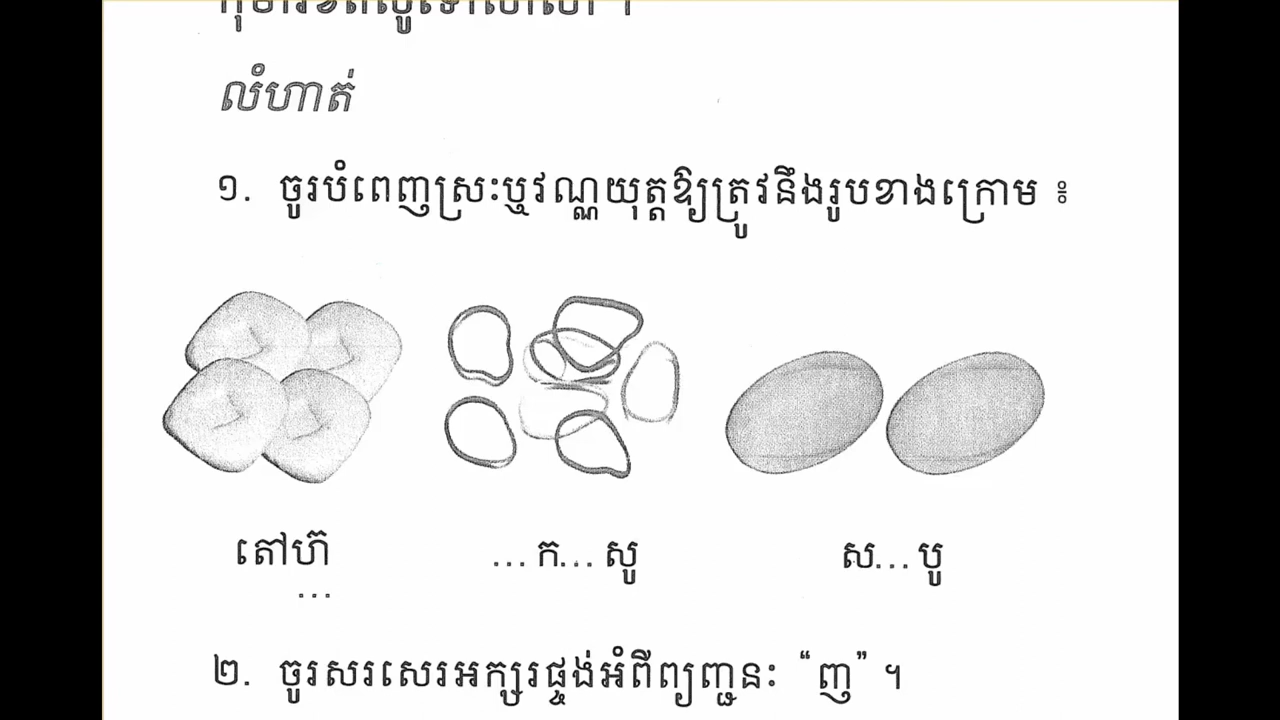 លំហាត់
១. ចូរបំពេញស្រះឬវណ្ណយុត្តឱ្យត្រូវនឹងរូបខាងក្រោម ៖
តៅហ៊ ... ក... សូ ស... បូ
...
២. ចូរសរសេរអក្សរផ្ចង់អំពីព្យញ្ជនះ “ញ” ។